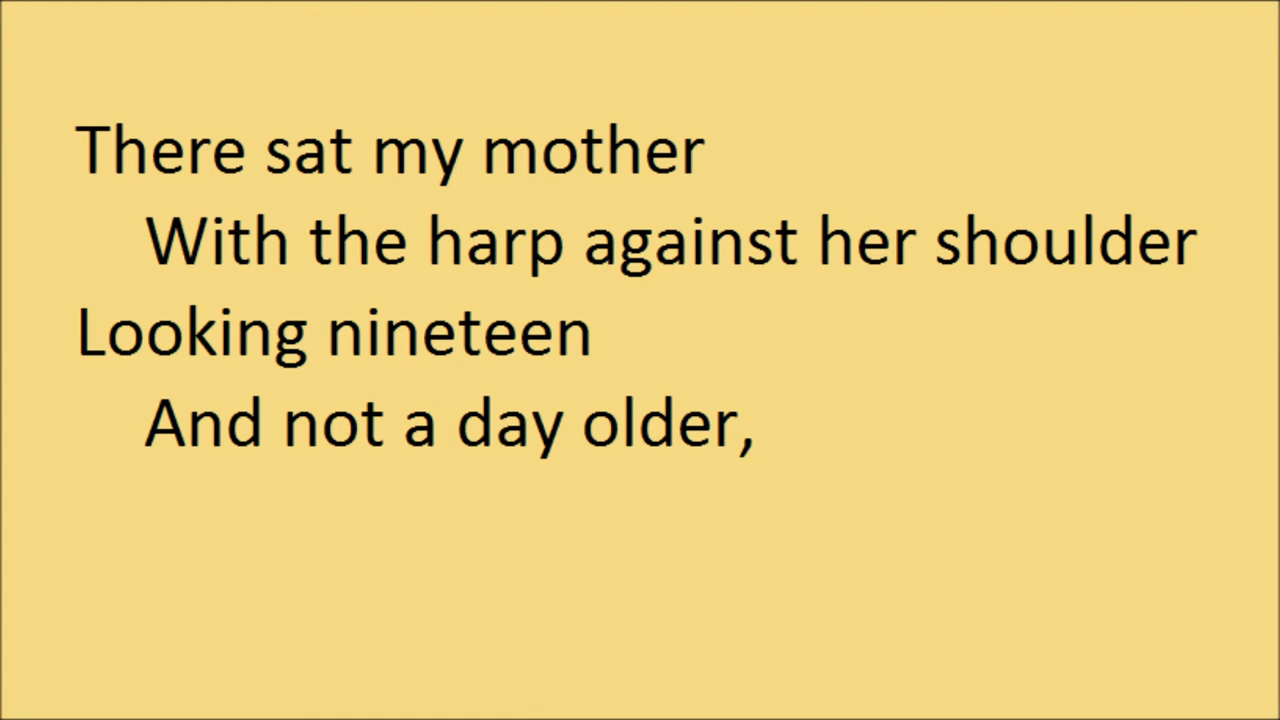 There sat my mother
With the harp against her shoulder
Looking nineteen
And not a day older,